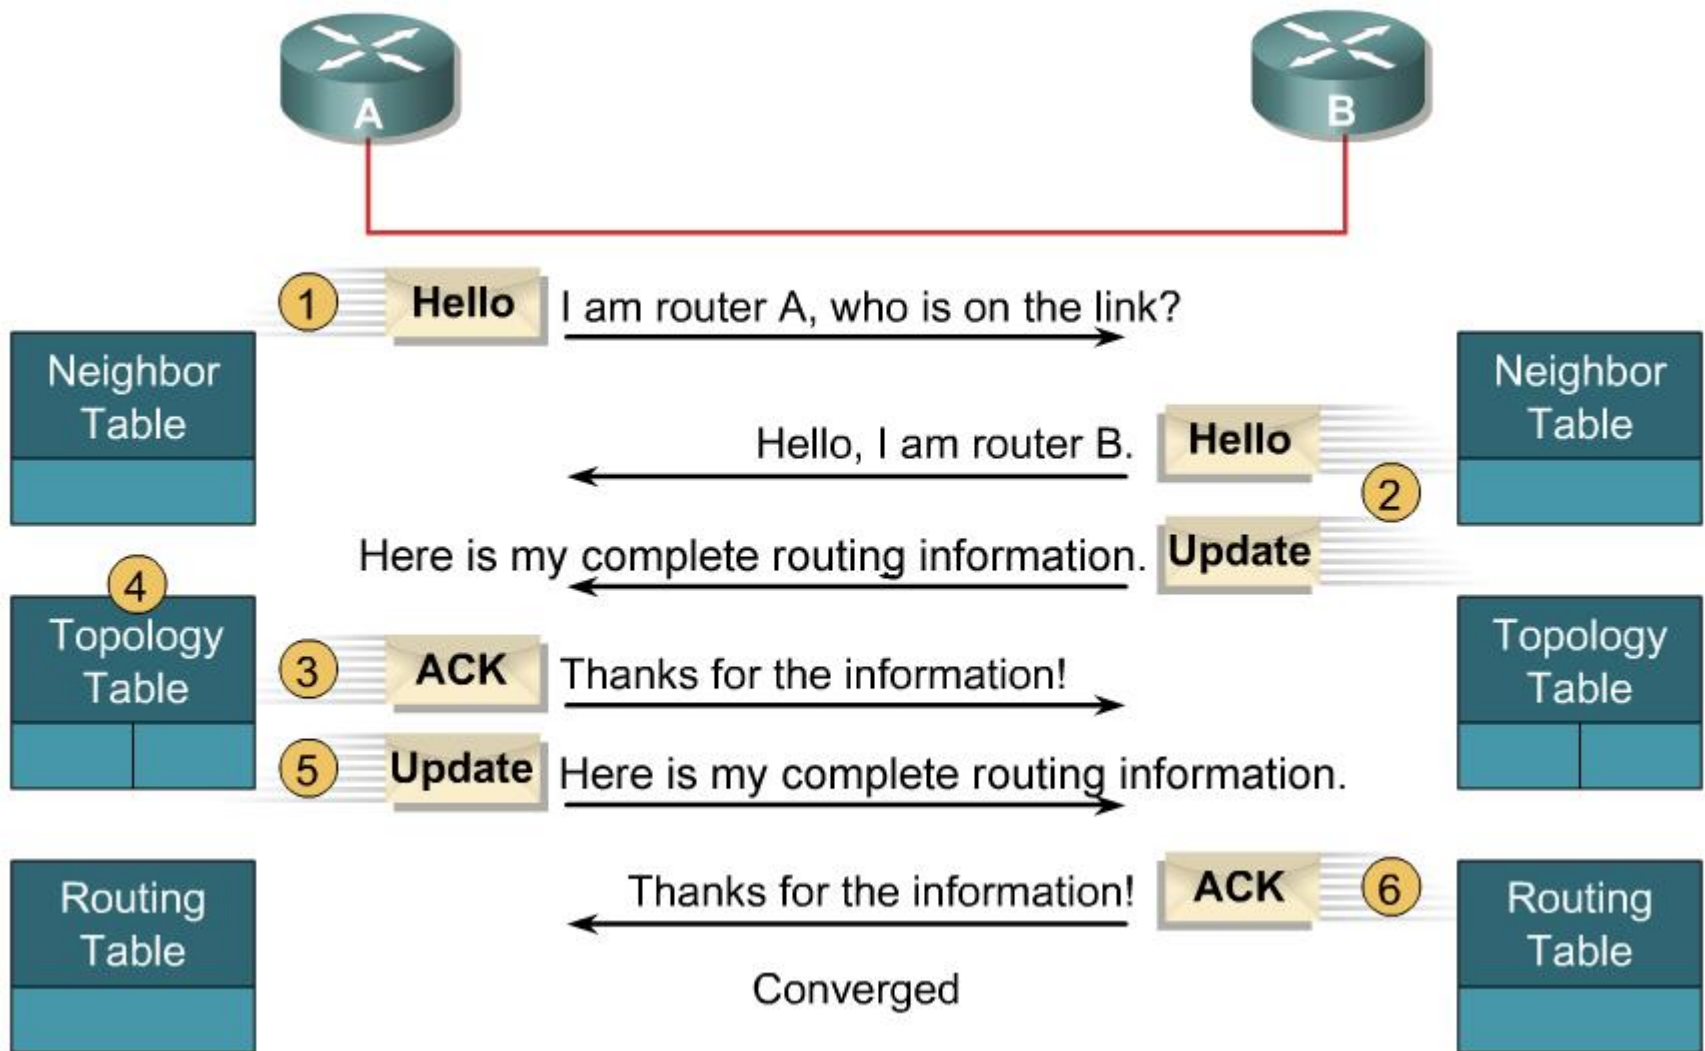 A
B
1
Hello
I am router A, who is on the link?
Neighbor
Table
Neighbor
Table
Hello, I am router B.
Hello
2
Here is my complete routing information.
Update
4
Topology
Table
Topology
Table
3
ACK
Thanks for the information!
5
Update
Here is my complete routing information.
Routing
Table
Thanks for the information!
ACK
6
Routing
Table
Converged